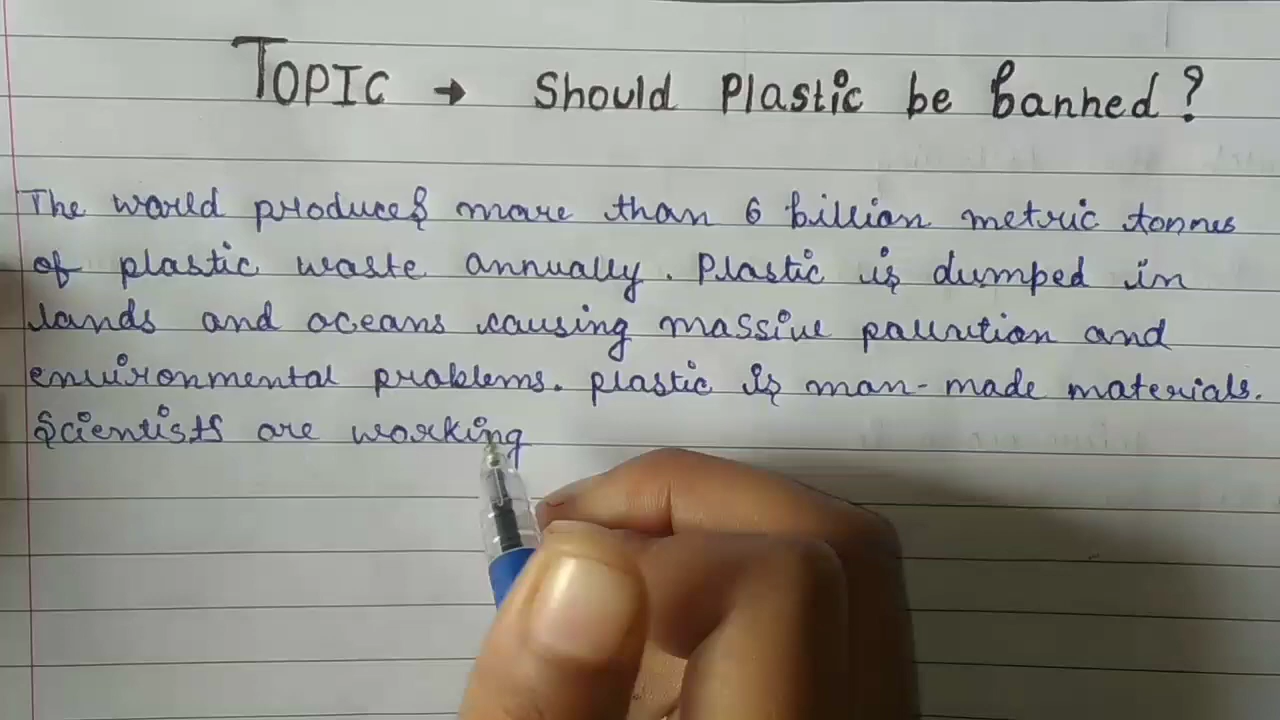 Topic → Should Plastic be banned?
The world produces more than 6 billion metric tonnes
of plastic waste annually. Plastic is dumped in
lands and oceans causing massive pollution and
environmental problems. plastic is man-made materials.
Scientists are working